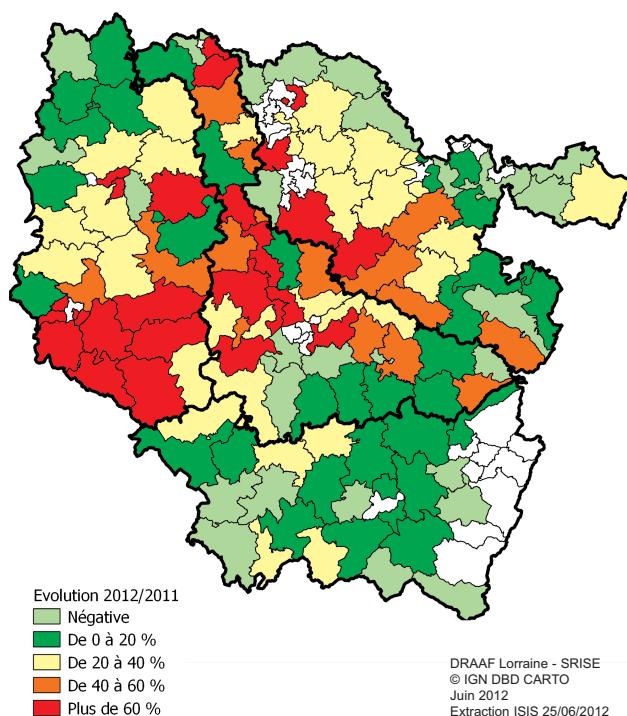 Evolution 2012/2011
Négative
De 0 à 20 %
De 20 à 40 %
De 40 à 60 %
Plus de 60 %
DRAAF Lorraine - SRISE
© IGN DBD CARTO
Juin 2012
Extraction ISIS 25/06/2012